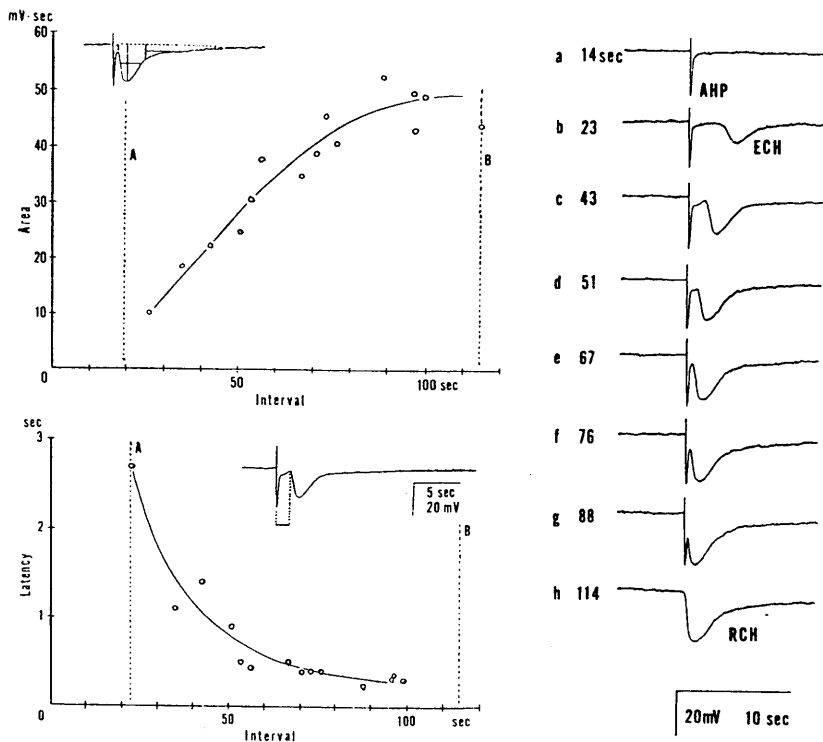 mV·sec
60
50
40
30
20
10
0
Area
A
B
50
100 sec
Interval
sec
3
2
1
0
Latency
A
B
5 sec
20 mV
50
100
sec
Interval
a 14 sec
AHP
b 23
ECH
c 43
d 51
e 67
f 76
g 88
h 114
RCH
20mV 10 sec